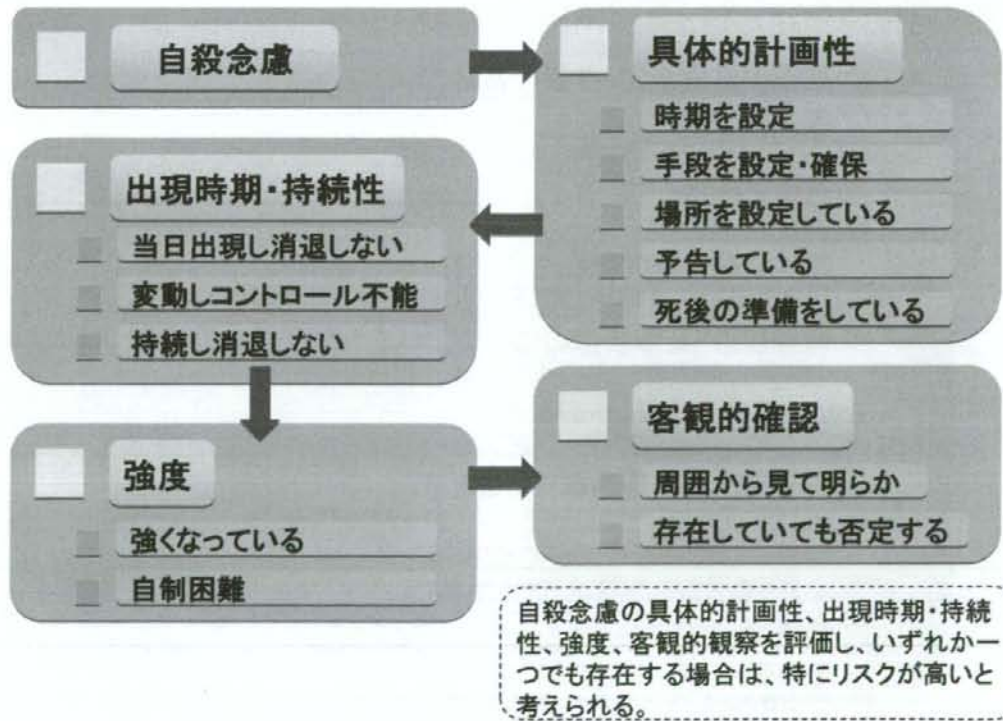 自殺念慮
具体的計画性
時期を設定
手段を設定・確保
場所を設定している
予告している
死後の準備をしている
出現時期・持続性
当日出現し消退しない
変動しコントロール不能
持続し消退しない
強度
強くなっている
自制困難
客観的確認
周囲から見て明らか
存在していても否定する
自殺念慮の具体的計画性、出現時期・持続
性、強度、客観的観察を評価し、いずれか一
つでも存在する場合は、特にリスクが高いと
考えられる。